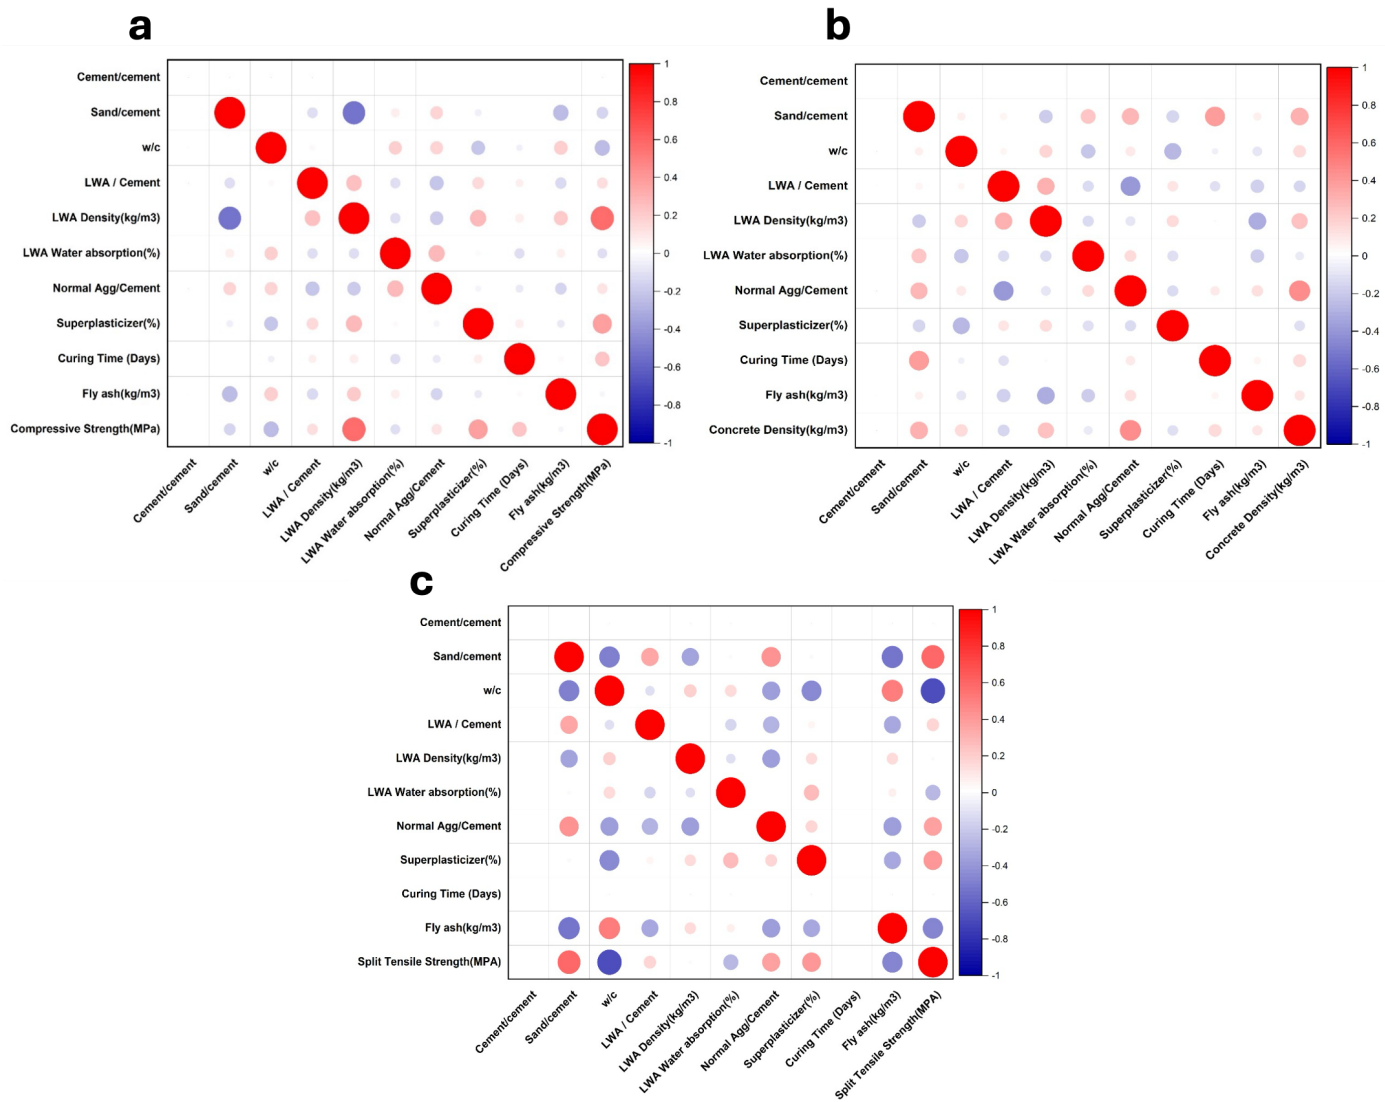 a
Cement/cement
Sand/cement
w/c
LWA / Cement
LWA Density(kg/m3)
LWA Water absorption(%)
Normal Agg/Cement
Superplasticizer(%)
Curing Time (Days)
Fly ash(kg/m3)
Compressive Strength(MPa)
Cement/cement
Sand/cement
w/c
LWA / Cement
LWA Density(kg/m3)
LWA Water absorption(%)
Normal Agg/Cement
Superplasticizer(%)
Curing Time (Days)
Fly ash(kg/m3)
Compressive Strength(MPa)
1
0.8
0.6
0.4
0.2
0
-0.2
-0.4
-0.6
-0.8
-1
b
Cement/cement
Sand/cement
w/c
LWA / Cement
LWA Density(kg/m3)
LWA Water absorption(%)
Normal Agg/Cement
Superplasticizer(%)
Curing Time (Days)
Fly ash(kg/m3)
Concrete Density(kg/m3)
Cement/cement
Sand/cement
w/c
LWA / Cement
LWA Density(kg/m3)
LWA Water absorption(%)
Normal Agg/Cement
Superplasticizer(%)
Curing Time (Days)
Fly ash(kg/m3)
Concrete Density(kg/m3)
1
0.8
0.6
0.4
0.2
0
-0.2
-0.4
-0.6
-0.8
-1
c
Cement/cement
Sand/cement
w/c
LWA / Cement
LWA Density(kg/m3)
LWA Water absorption(%)
Normal Agg/Cement
Superplasticizer(%)
Curing Time (Days)
Fly ash(kg/m3)
Split Tensile Strength(MPA)
Cement/cement
Sand/cement
w/c
LWA / Cement
LWA Density(kg/m3)
LWA Water absorption(%)
Normal Agg/Cement
Superplasticizer(%)
Curing Time (Days)
Fly ash(kg/m3)
Split Tensile Strength(MPA)
1
0.8
0.6
0.4
0.2
0
-0.2
-0.4
-0.6
-0.8
-1